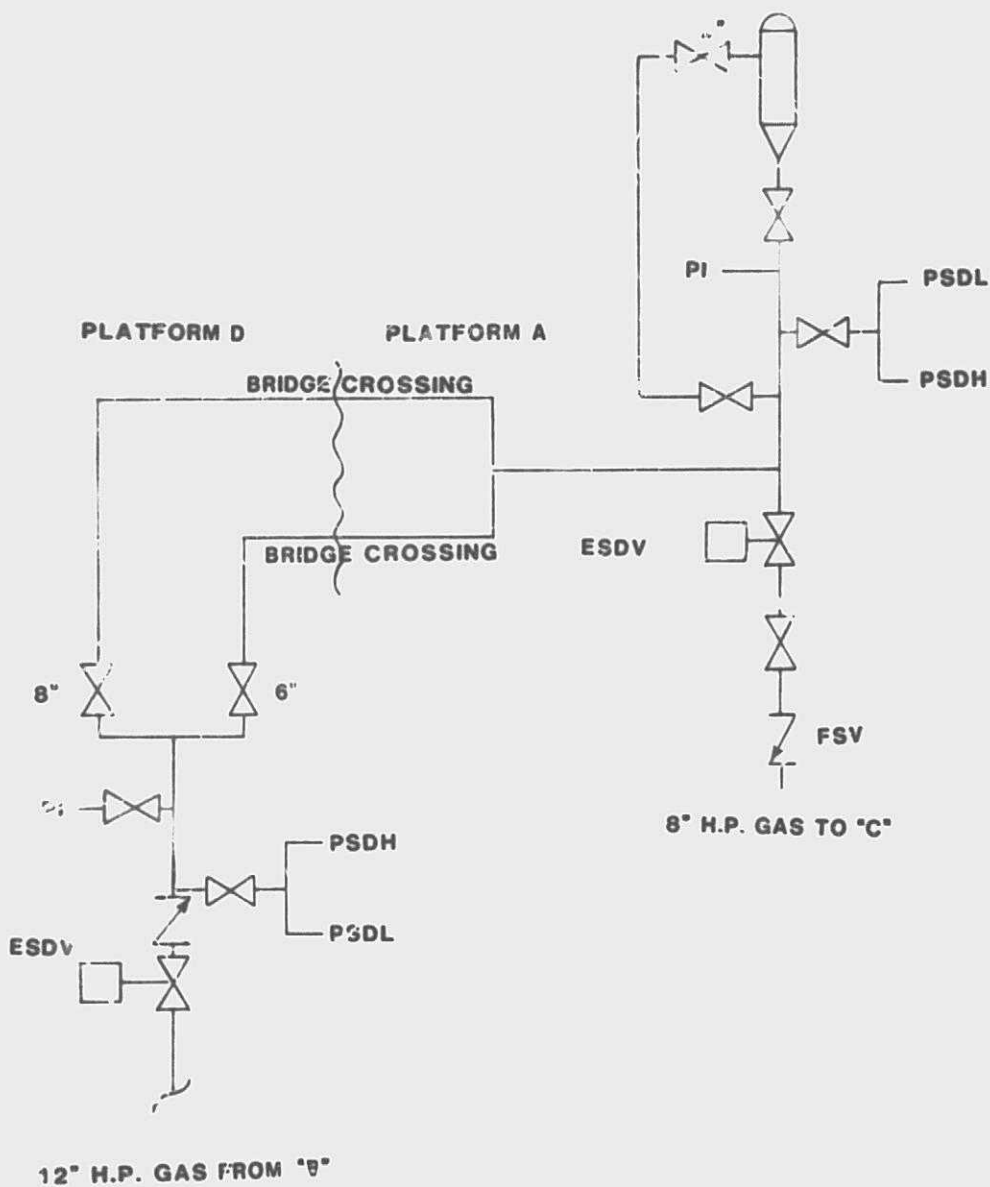 PI
PSDL
PSDH
PLATFORM D
PLATFORM A
BRIDGE CROSSING
BRIDGE CROSSING
ESDV
8"
6"
FSV
8" H.P. GAS TO "C"
PSDH
PSDL
ESDV
12" H.P. GAS FROM "B"